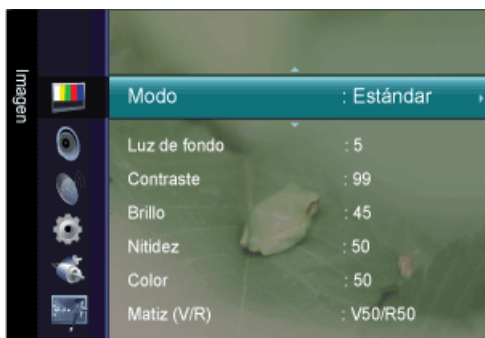 Imagen
Modo : Estándar
Luz de fondo : 5
Contraste : 99
Brillo : 45
Nitidez : 50
Color : 50
Matiz (V/R) : V50/R50